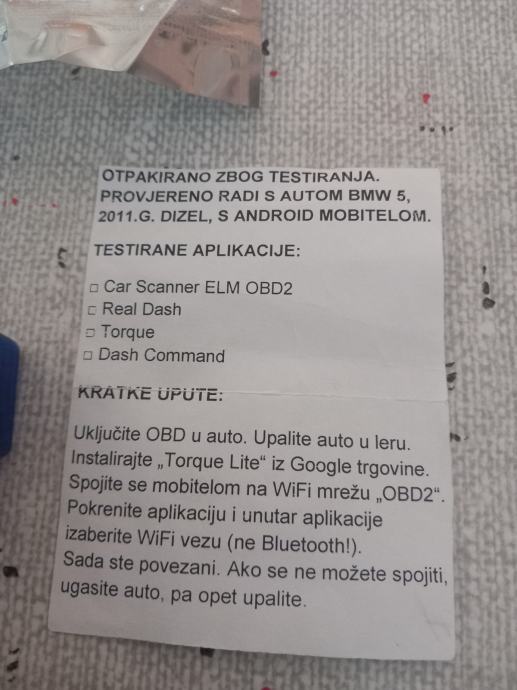 OTPAKIRANO ZBOG TESTIRANJA.
PROVJERENO RADI S AUTOM BMW 5,
2011.G. DIZEL, S ANDROID MOBITELOM.
TESTIRANE APLIKACIJE:
□ Car Scanner ELM OBD2
□ Real Dash
□ Torque
□ Dash Command
KRATKE UPUTE:
Uključite OBD u auto. Upalite auto u leru.
Instalirajte „Torque Lite“ iz Google trgovine.
Spojite se mobitelom na WiFi mrežu „OBD2“.
Pokrenite aplikaciju i unutar aplikacije
izaberite WiFi vezu (ne Bluetooth!).
Sada ste povezani. Ako se ne možete spojiti,
ugasite auto, pa opet upalite.